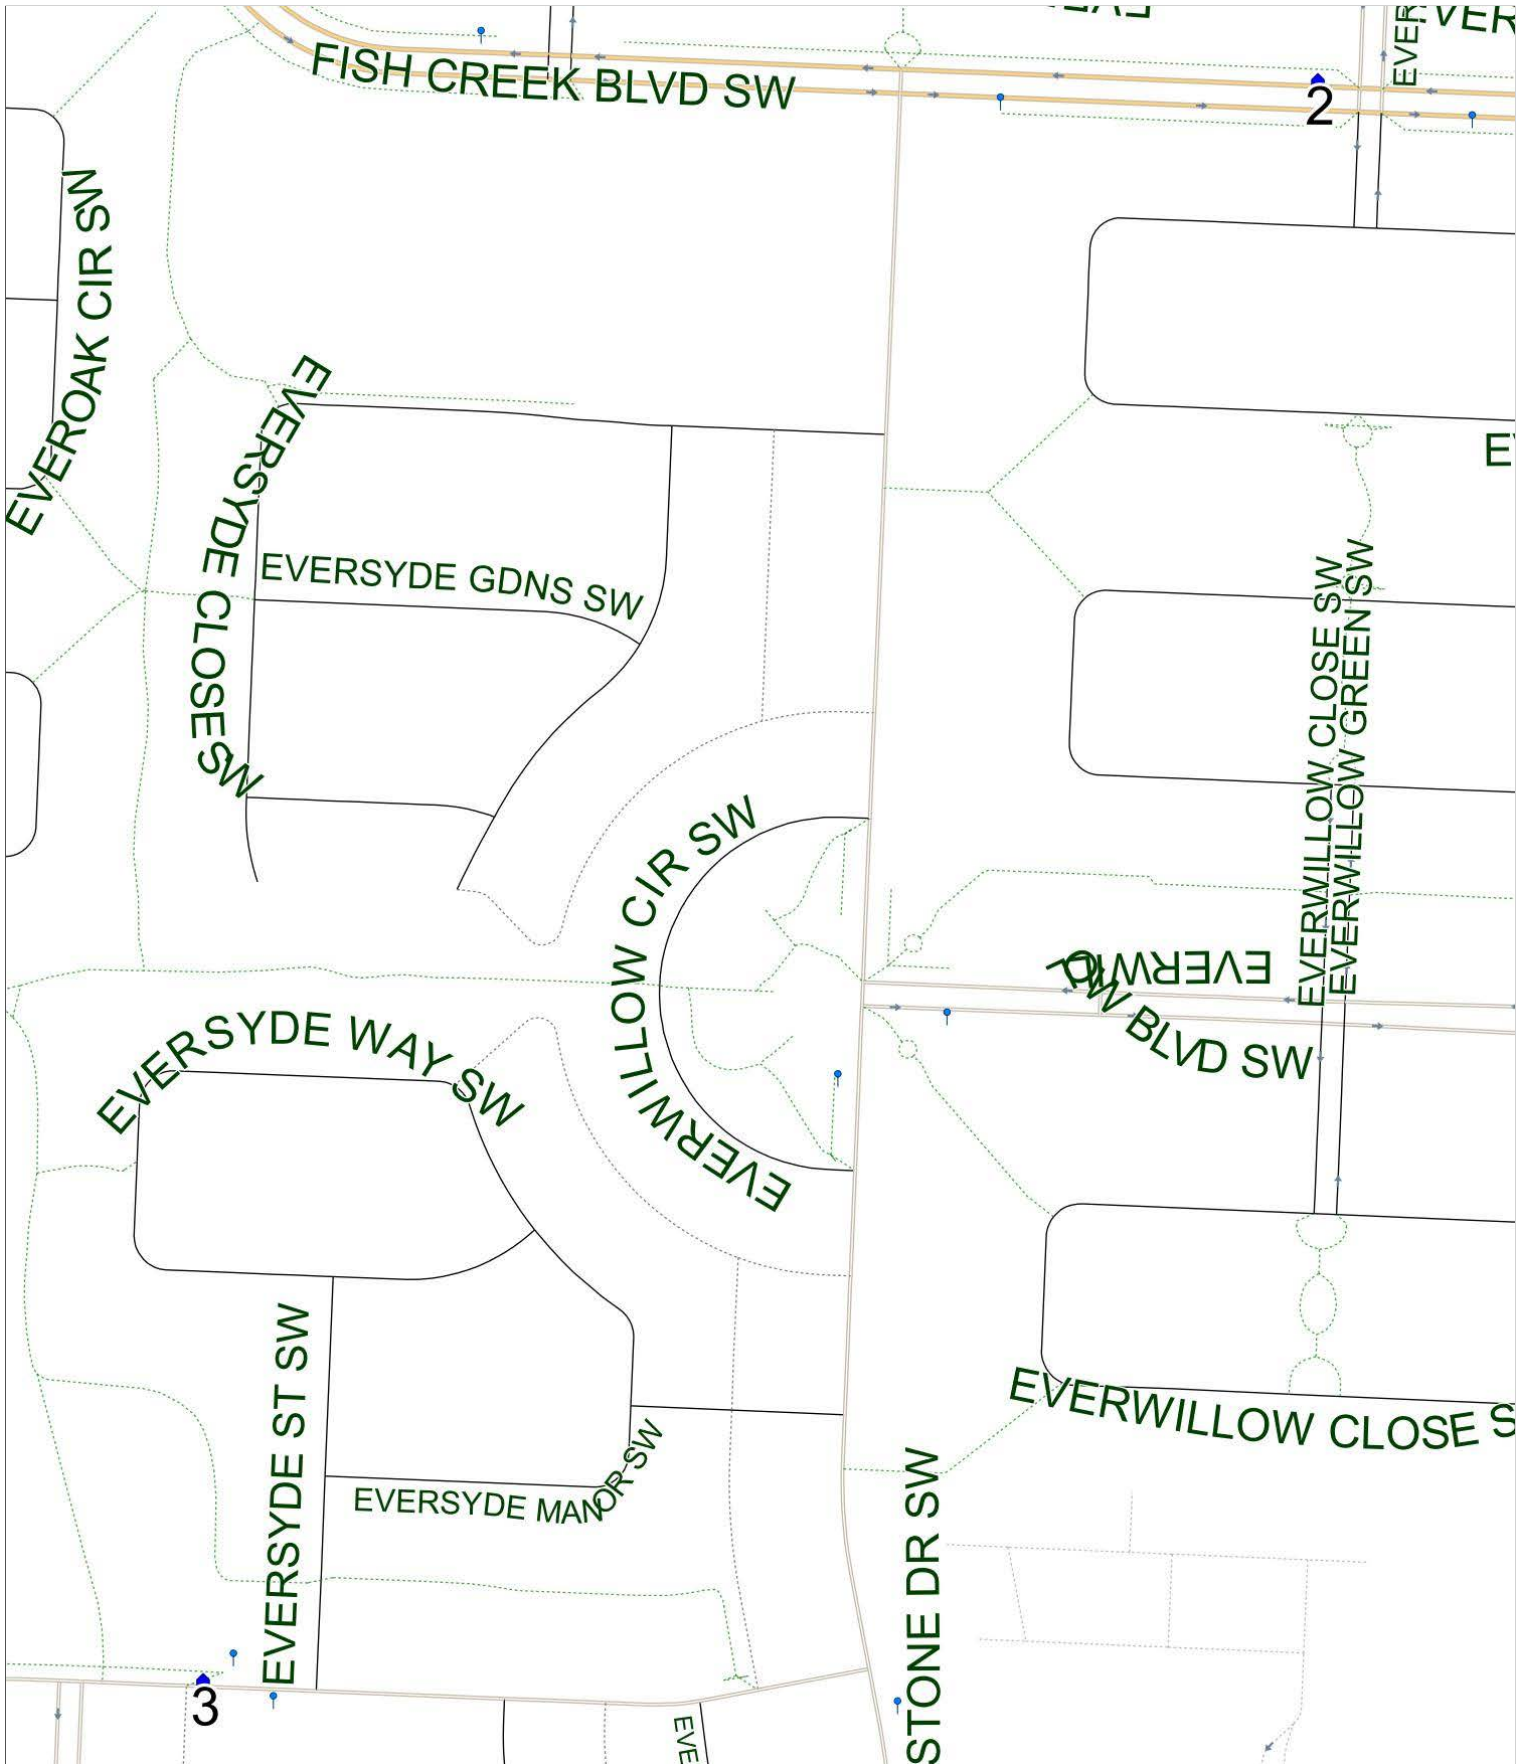 FISH CREEK BLVD SW
2
EVEROAK CIR SW
EVERSYDE CLOSE SW
EVERSYDE GDNS SW
EVERWILLOW CLOSE SW
EVERWILLOW GREEN SW
EVERWILLOW CIR SW
EVERWILLOW BLVD SW
EVERSYDE WAY SW
EVERSYDE ST SW
EVERWILLOW CLOSE S
EVERSYDE MANOR SW
STONE DR SW
3
EVE